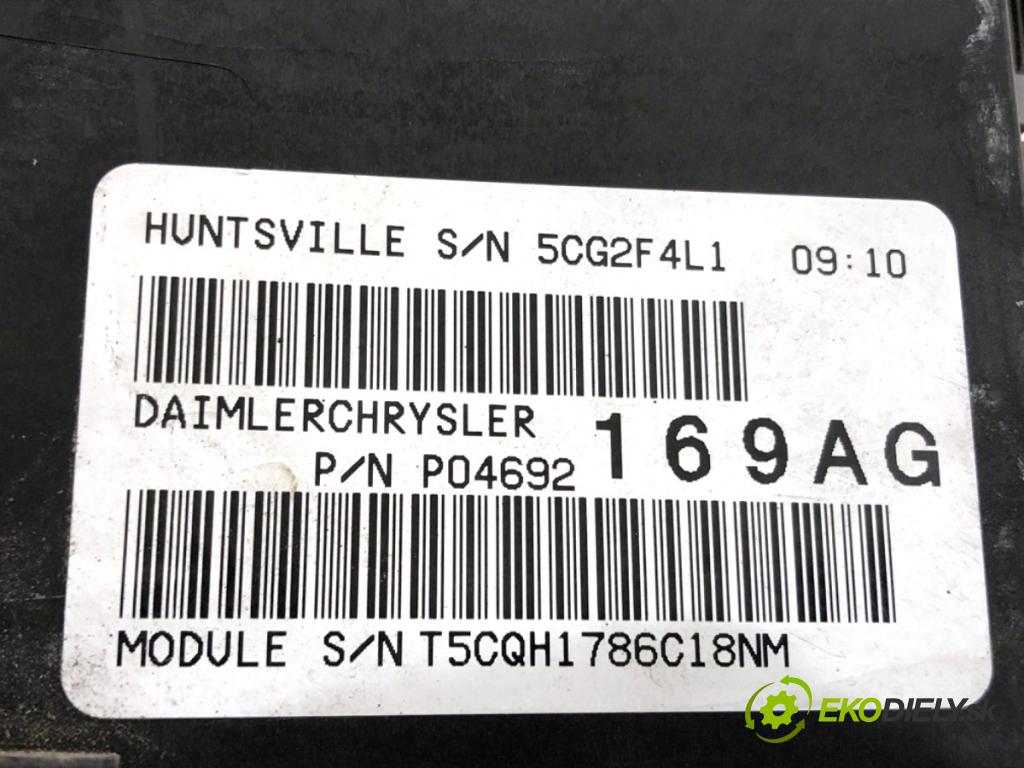 HUNTSVILLE S/N 5CG2F4L1 09:10
DAIMLERCHRYSLER
P/N P04692 169AG
MODULE S/N T5CQH1786C18NM
EKODIELY.sk